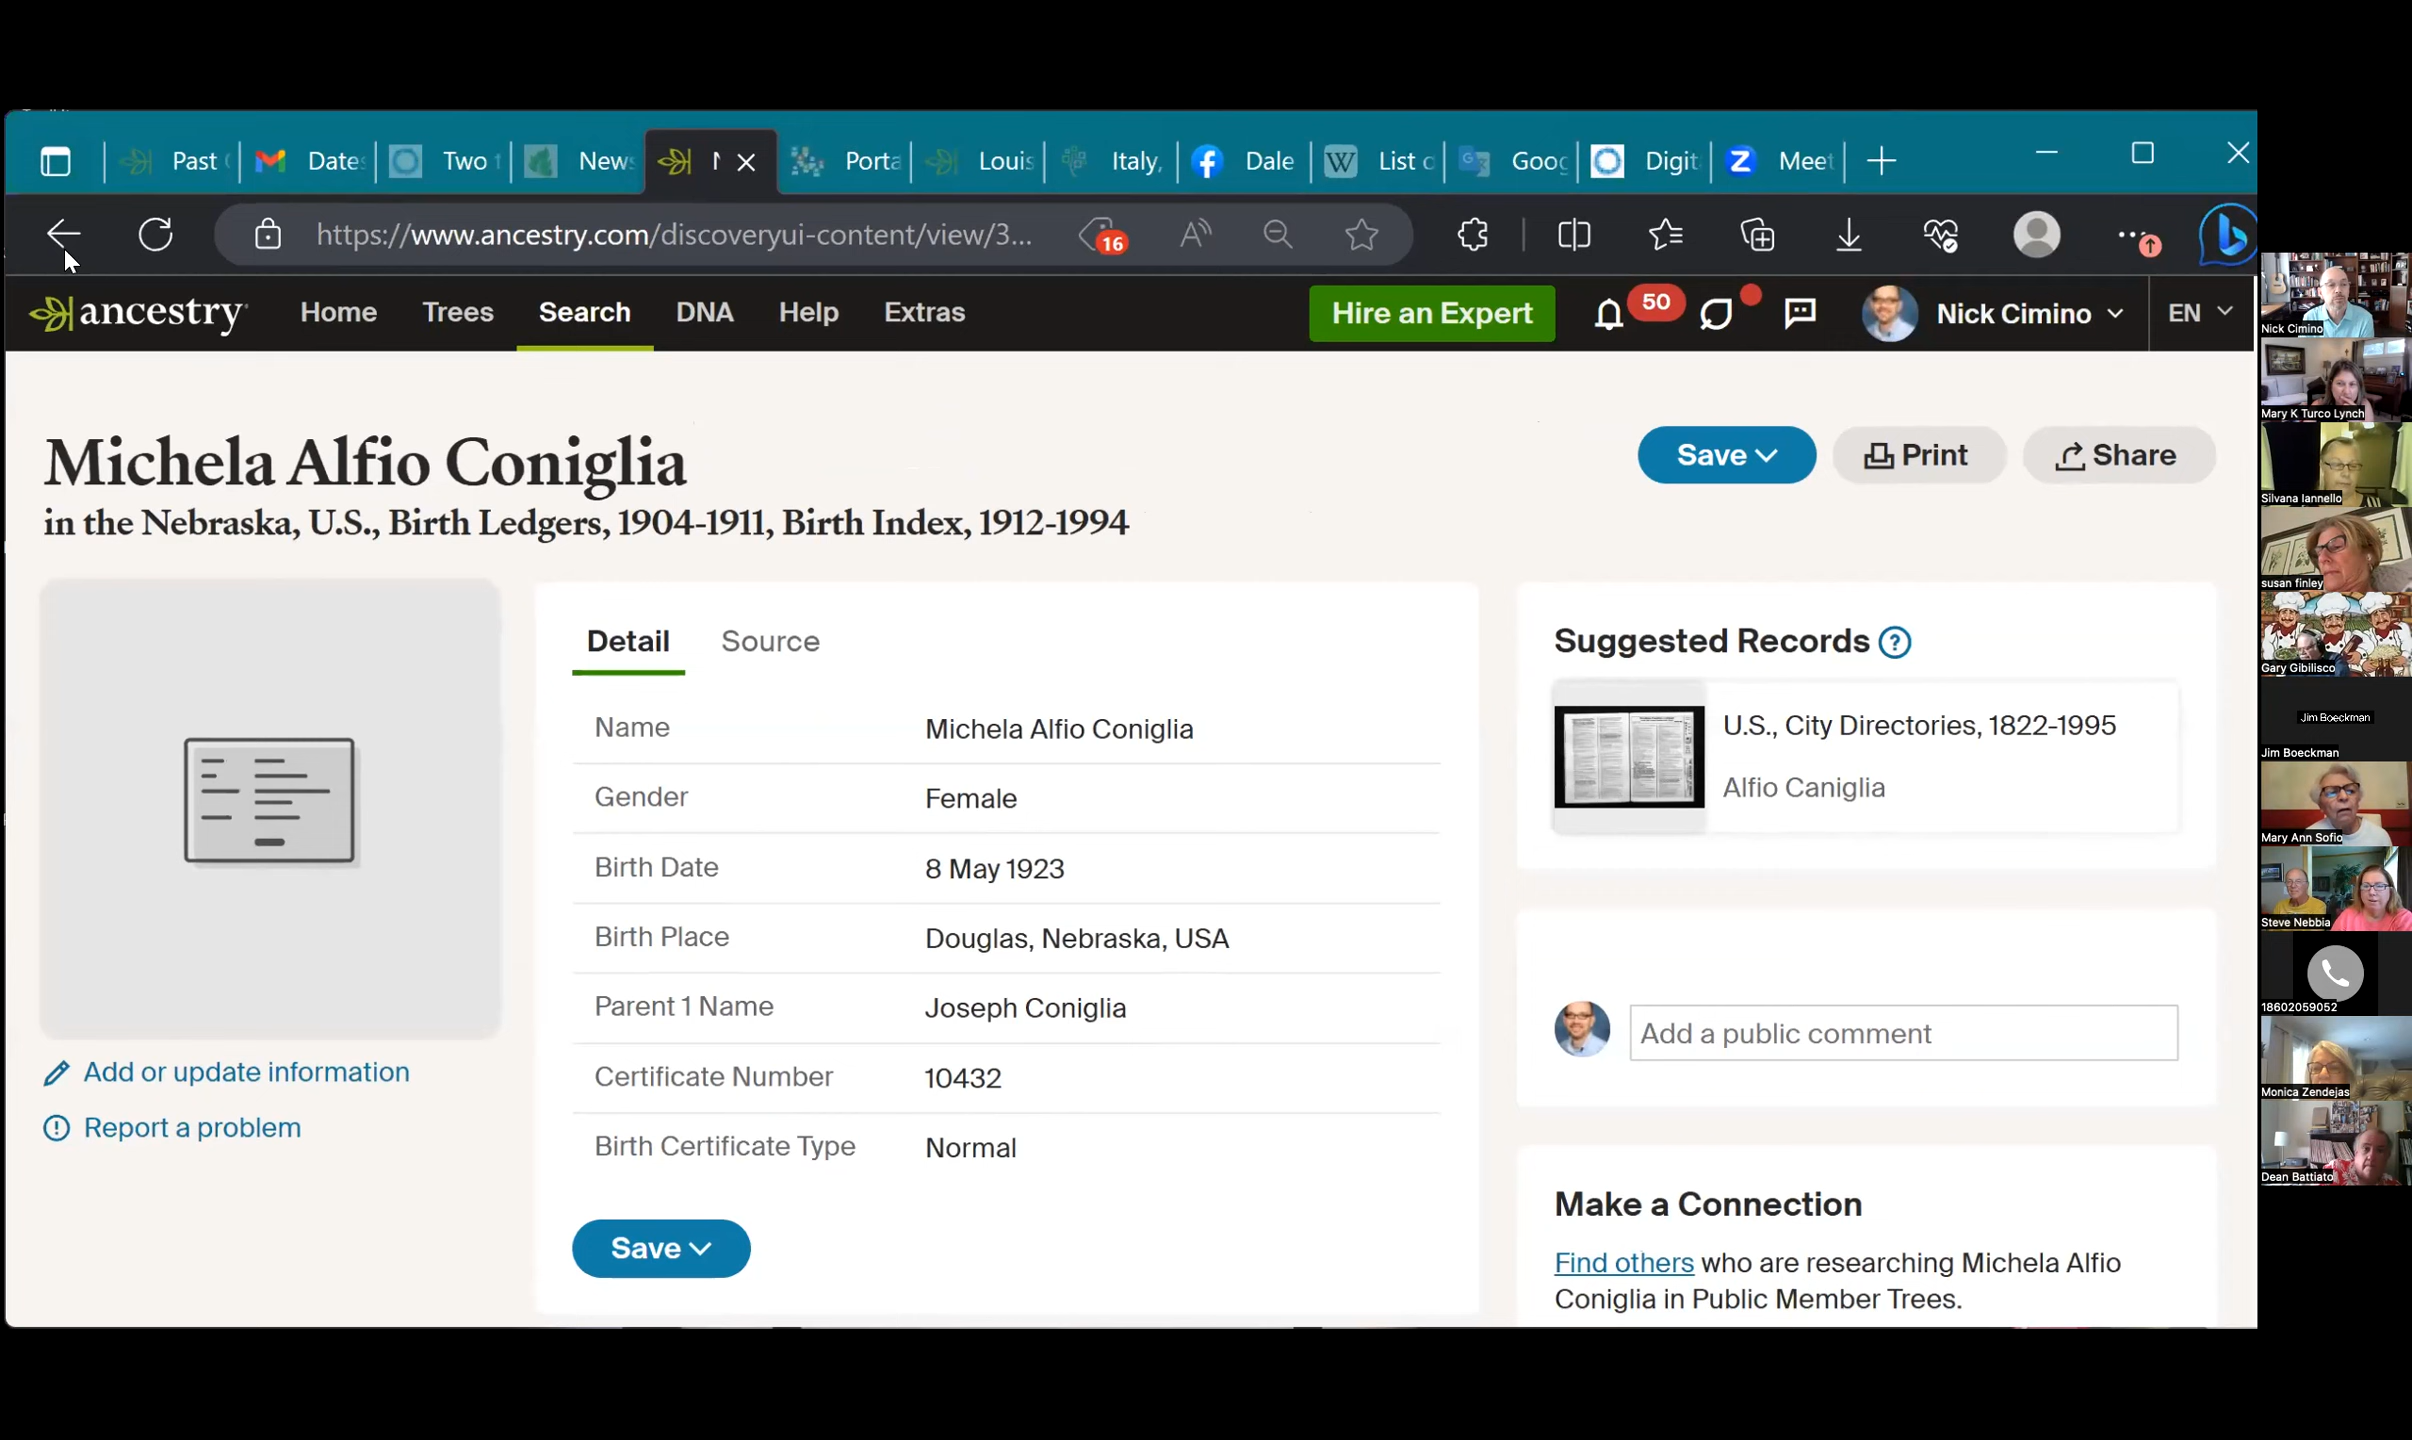 Past
Dates
Two
News
Porta
Louis
Italy,
Dale
List o
Goog
Digit
Meet
https://www.ancestry.com/discoveryui-content/view/3...
16
ancestry
Home
Trees
Search
DNA
Help
Extras
Hire an Expert
50
Nick Cimino
EN
Michela Alfio Coniglia
in the Nebraska, U.S., Birth Ledgers, 1904-1911, Birth Index, 1912-1994
Save
Print
Share
Detail
Source
Name Michela Alfio Coniglia
Gender Female
Birth Date 8 May 1923
Birth Place Douglas, Nebraska, USA
Parent 1 Name Joseph Coniglia
Certificate Number 10432
Birth Certificate Type Normal
Save
Add or update information
Report a problem
Suggested Records ?
U.S., City Directories, 1822-1995
Alfio Caniglia
Add a public comment
Make a Connection
Find others who are researching Michela Alfio
Coniglia in Public Member Trees.
Nick Cimino
Mary K Turco Lynch
Silvana Iannello
susan finley
Gary Gibilisco
Jim Boeckman
Jim Boeckman
Mary Ann Sofio
Steve Nebbia
18602059052
Monica Zendejas
Dean Battiato